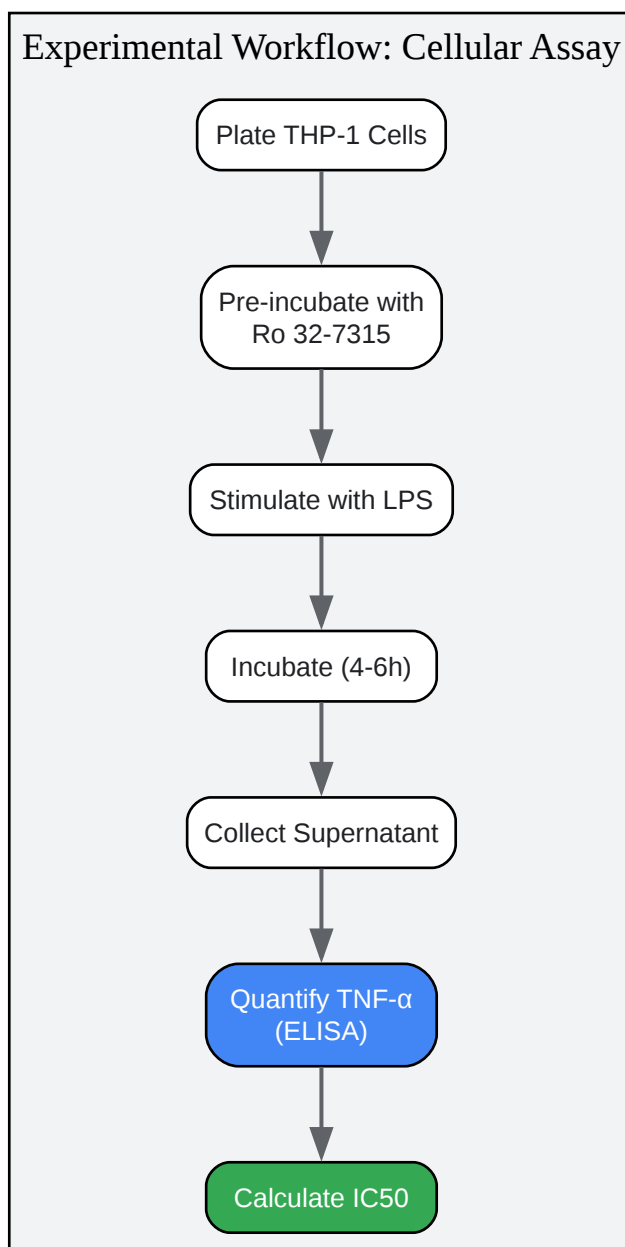 Experimental Workflow: Cellular Assay
Plate THP-1 Cells
Pre-incubate with
Ro 32-7315
Stimulate with LPS
Incubate (4-6h)
Collect Supernatant
Quantify TNF-α
(ELISA)
Calculate IC50